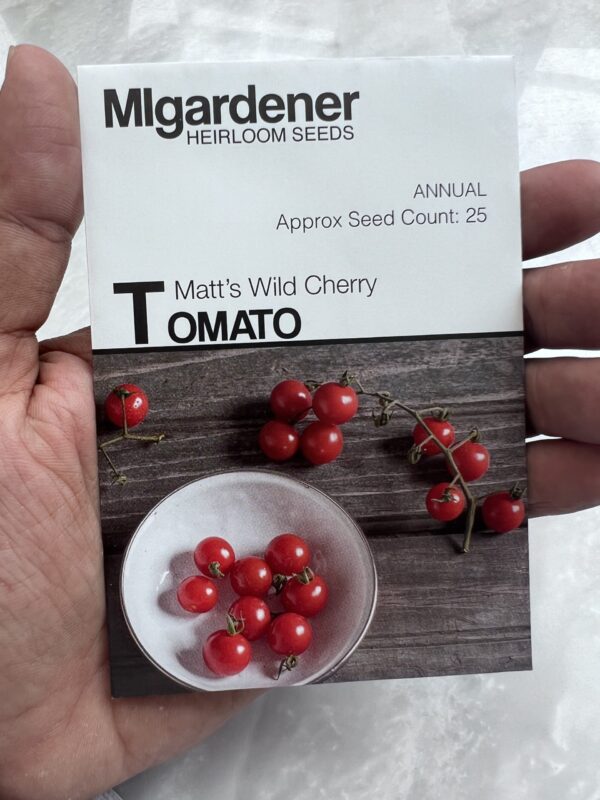 MIgardener
HEIRLOOM SEEDS
ANNUAL
Approx Seed Count: 25
Matt's Wild Cherry
TOMATO